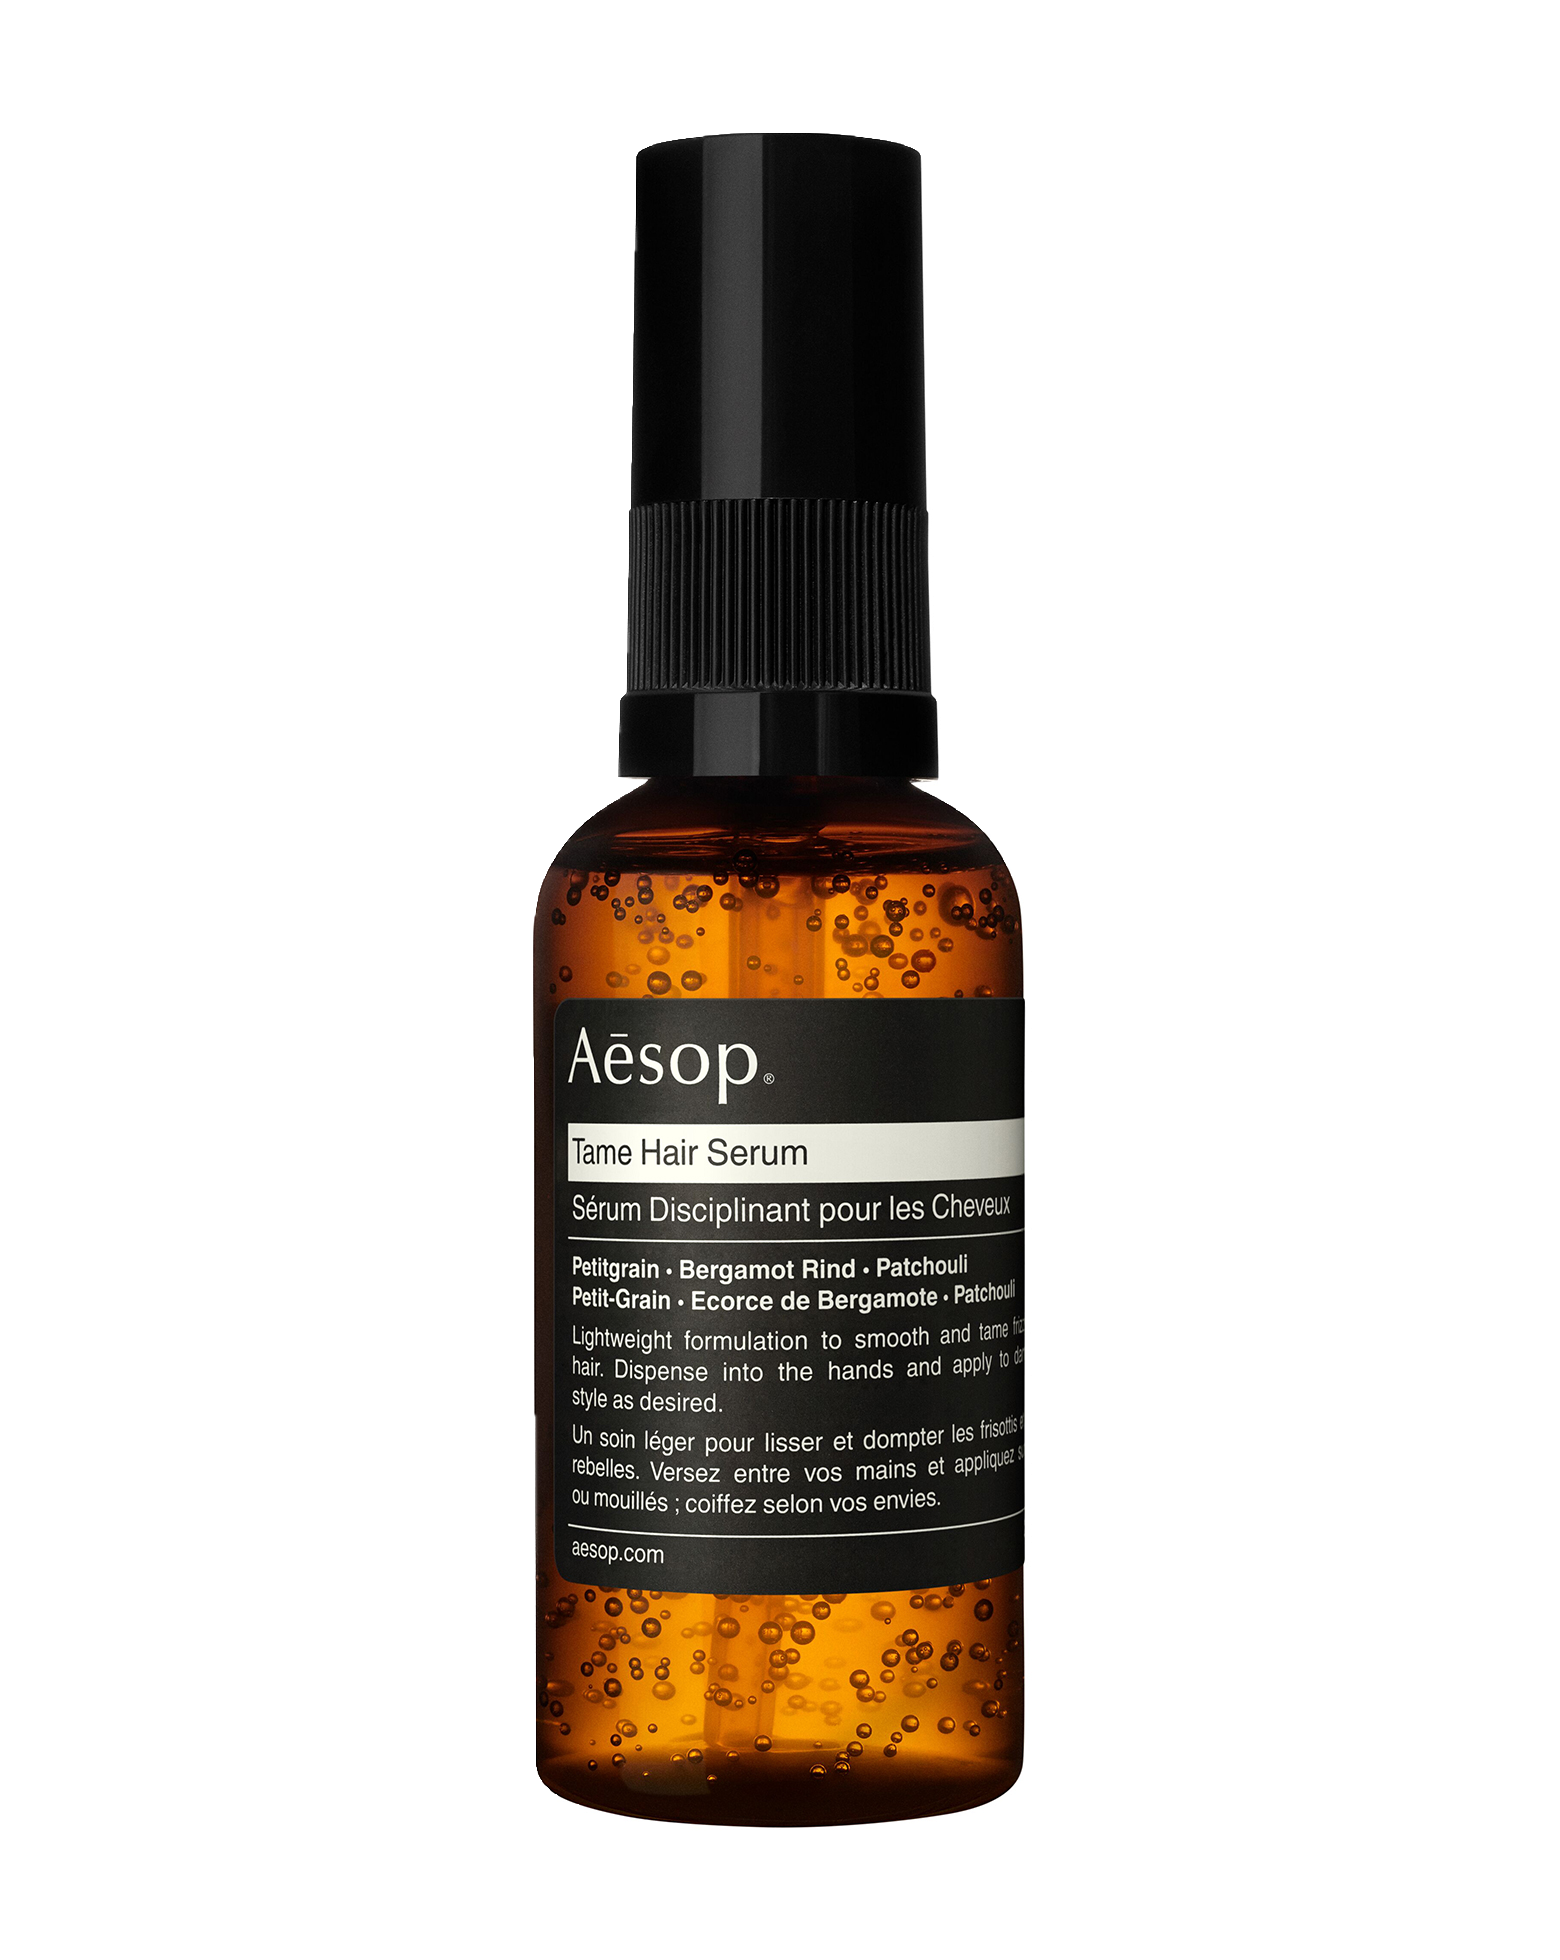 Aēsop®
Tame Hair Serum
Sérum Disciplinant pour les Cheveux
Petitgrain • Bergamot Rind • Patchouli
Petit-Grain • Ecorce de Bergamote • Patchouli
Lightweight formulation to smooth and tame
hair. Dispense into the hands and apply to
style as desired.
Un soin léger pour lisser et dompter les frisottis
rebelles. Versez entre vos mains et appliquez
ou mouillés ; coiffez selon vos envies.
aesop.com